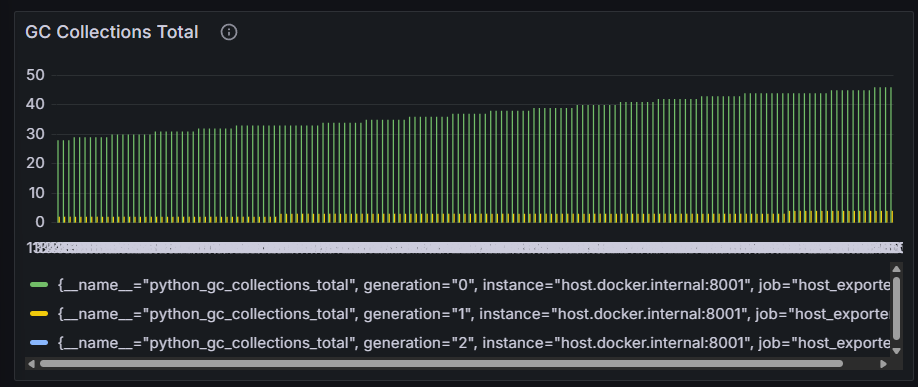 GC Collections Total
50
40
30
20
10
0
{__name__="python_gc_collections_total", generation="0", instance="host.docker.internal:8001", job="host_exporte
{__name__="python_gc_collections_total", generation="1", instance="host.docker.internal:8001", job="host_exporte
{__name__="python_gc_collections_total", generation="2", instance="host.docker.internal:8001", job="host_exporte